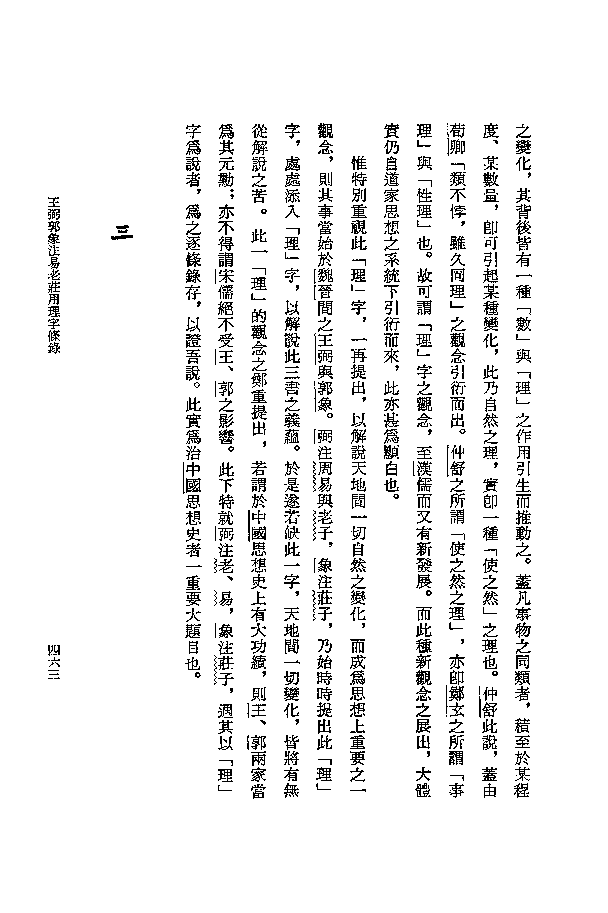 之變化，其背後皆有一種「數」與「理」之作用引生而推動之。蓋凡事物之同類者，積至於某程
度、某數量，卽可引起某種變化，此乃自然之理，實卽一種「使之然」之理也。仲舒此說，蓋由
荀卿「類不悖，雖久同理」之觀念引衍而出。仲舒之所謂「使之然之理」，亦卽鄭玄之所謂「事
理」與「性理」也。故可謂「理」字之觀念，至漢儒而又有新發展。而此種新觀念之展出，大體
實仍自道家思想之系統下引衍而來，此亦甚爲顯白也。
惟特別重視此「理」字，一再提出，以解說天地間一切自然之變化，而成爲思想上重要之一
觀念，則其事當始於魏晉間之王弼與郭象。弼注周易與老子，象注莊子，乃始時時提出此「理」
字，處處添入「理」字，以解說此三書之義蘊。於是遂若缺此一字，天地間一切變化，皆將有無
從解說之苦。此一「理」的觀念之鄭重提出，若謂於中國思想史上有大功績，則王、郭兩家當
爲其元勳；亦不得謂宋儒絕不受王、郭之影響。此下特就弼注老、易，象注莊子，遇其以「理」
字爲說者，爲之逐條錄存，以證吾說。此實爲治中國思想史者一重要大題目也。
三
王弼郭象注易老莊用理字條錄
四六三